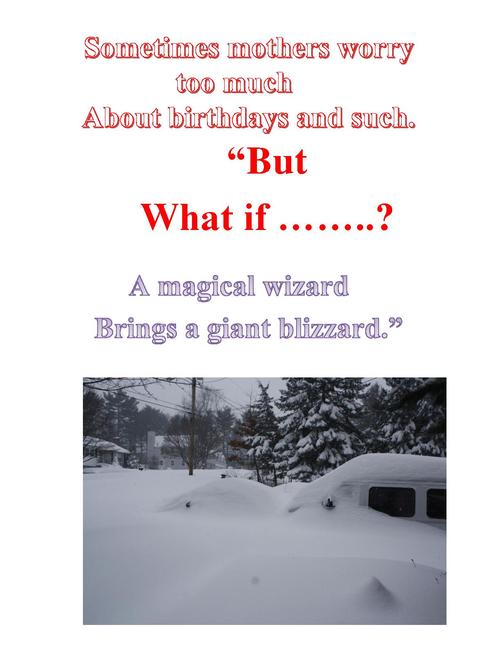 Sometimes mothers worry
too much
About birthdays and such.
“But
What if ……..?
A magical wizard
Brings a giant blizzard.”